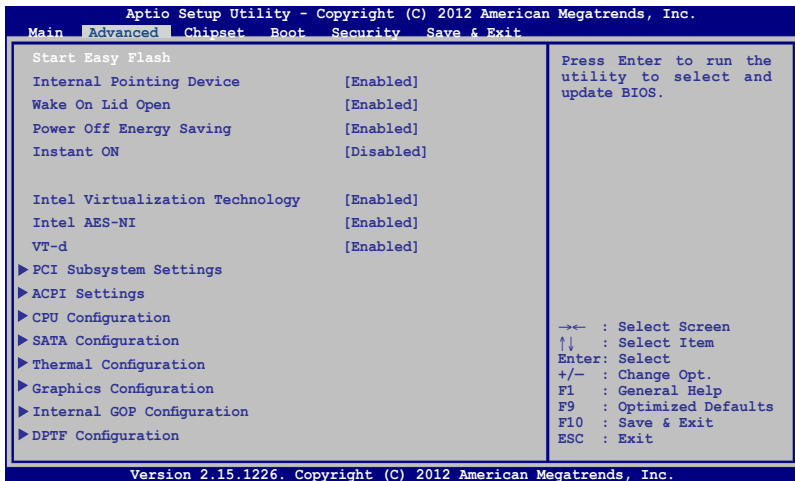 Aptio Setup Utility - Copyright (C) 2012 American Megatrends, Inc.
Main Advanced Chipset Boot Security Save & Exit
Start Easy Flash
Internal Pointing Device [Enabled]
Wake On Lid Open [Enabled]
Power Off Energy Saving [Enabled]
Instant ON [Disabled]
Intel Virtualization Technology [Enabled]
Intel AES-NI [Enabled]
VT-d [Enabled]
PCI Subsystem Settings
ACPI Settings
CPU Configuration
SATA Configuration
Thermal Configuration
Graphics Configuration
Internal GOP Configuration
DPTF Configuration
Press Enter to run the
utility to select and
update BIOS.
→← : Select Screen
↑↓ : Select Item
Enter: Select
+/— : Change Opt.
F1 : General Help
F9 : Optimized Defaults
F10 : Save & Exit
ESC : Exit
Version 2.15.1226. Copyright (C) 2012 American Megatrends, Inc.